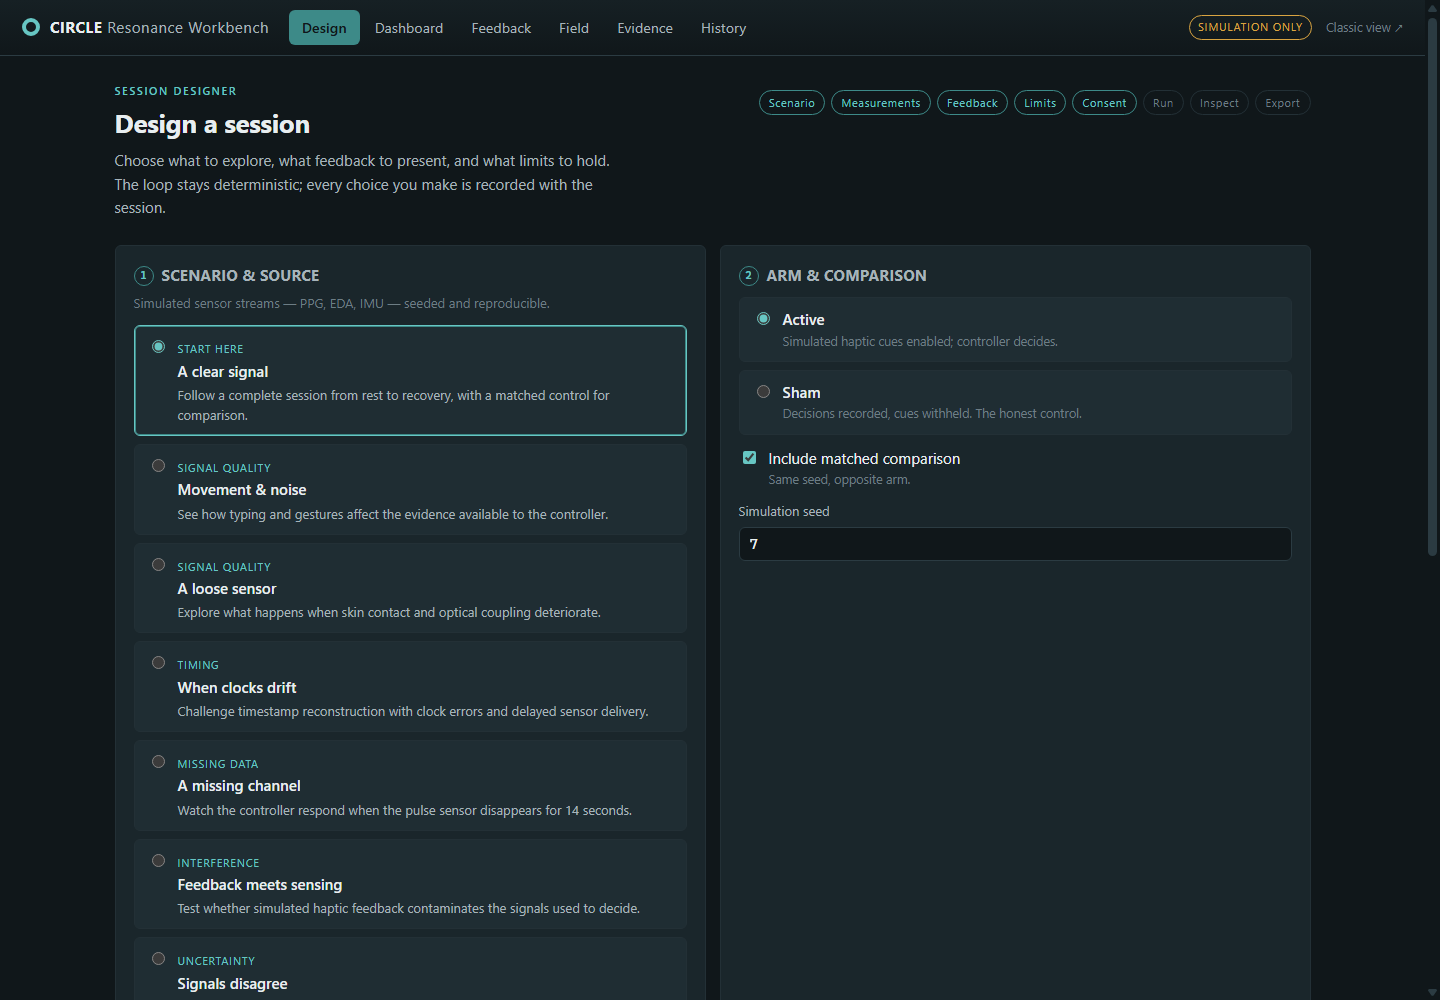 CIRCLE Resonance Workbench
Design
Dashboard
Feedback
Field
Evidence
History
SIMULATION ONLY
Classic view ↗
SESSION DESIGNER
Design a session
Choose what to explore, what feedback to present, and what limits to hold.
The loop stays deterministic; every choice you make is recorded with the
session.
Scenario
Measurements
Feedback
Limits
Consent
Run
Inspect
Export
1 SCENARIO & SOURCE
Simulated sensor streams — PPG, EDA, IMU — seeded and reproducible.
START HERE
A clear signal
Follow a complete session from rest to recovery, with a matched control for
comparison.
SIGNAL QUALITY
Movement & noise
See how typing and gestures affect the evidence available to the controller.
SIGNAL QUALITY
A loose sensor
Explore what happens when skin contact and optical coupling deteriorate.
TIMING
When clocks drift
Challenge timestamp reconstruction with clock errors and delayed sensor delivery.
MISSING DATA
A missing channel
Watch the controller respond when the pulse sensor disappears for 14 seconds.
INTERFERENCE
Feedback meets sensing
Test whether simulated haptic feedback contaminates the signals used to decide.
UNCERTAINTY
Signals disagree
2 ARM & COMPARISON
Active
Simulated haptic cues enabled; controller decides.
Sham
Decisions recorded, cues withheld. The honest control.
Include matched comparison
Same seed, opposite arm.
Simulation seed
7